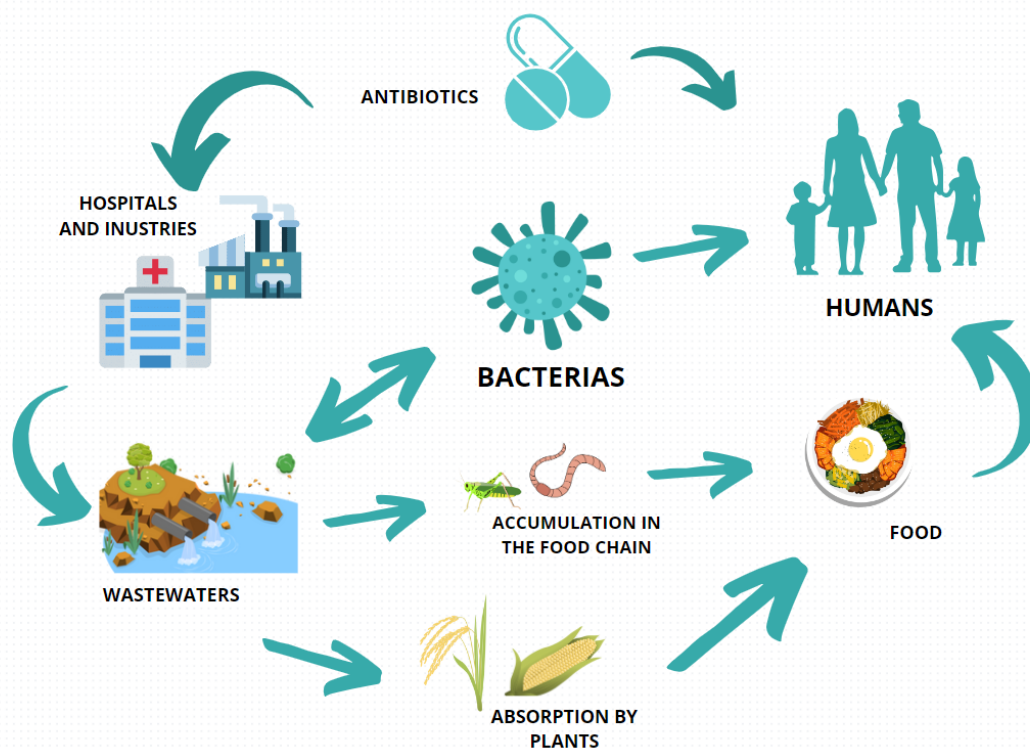 ANTIBIOTICS
HOSPITALS
AND INUSTRIES
HUMANS
BACTERIAS
ACCUMULATION IN
THE FOOD CHAIN
FOOD
WASTEWATERS
ABSORPTION BY
PLANTS